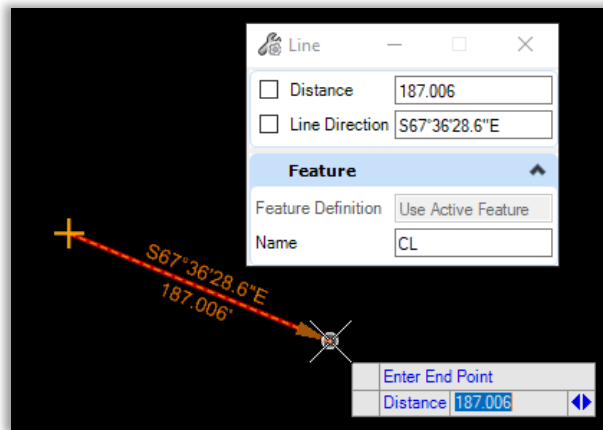 Line
Distance 187.006
Line Direction S67°36'28.6"E
Feature
Feature Definition Use Active Feature
Name CL
S67°36'28.6"E
187.006'
Enter End Point
Distance 187.006